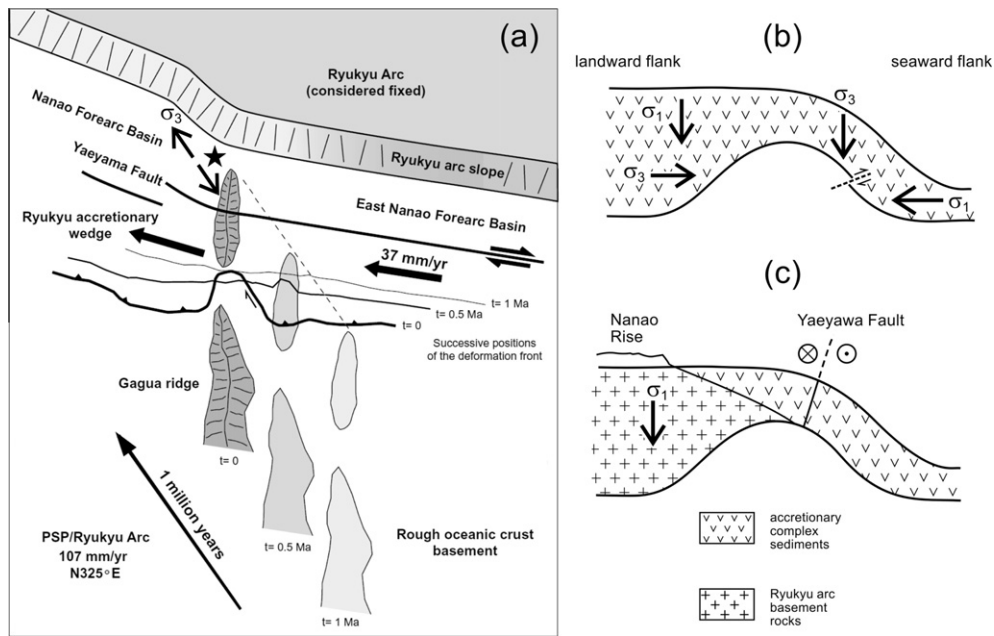 (a)
Ryukyu Arc
(considered fixed)
σ3
Nanao Forearc Basin
Ryukyu arc slope
Yaeyama Fault
East Nanao Forearc Basin
Ryukyu accretionary
wedge
37 mm/yr
t= 1 Ma
t= 0.5 Ma
t= 0
Successive positions
of the deformation front
Gagua ridge
t= 0
1 million years
PSP/Ryukyu Arc
107 mm/yr
N325°E
Rough oceanic crust
basement
t= 0.5 Ma
t= 1 Ma
(b)
landward flank
seaward flank
σ3
σ1
σ3
σ1
(c)
Nanao
Rise
Yaeyawa Fault
σ1
accretionary
complex
sediments
Ryukyu arc
basement
rocks